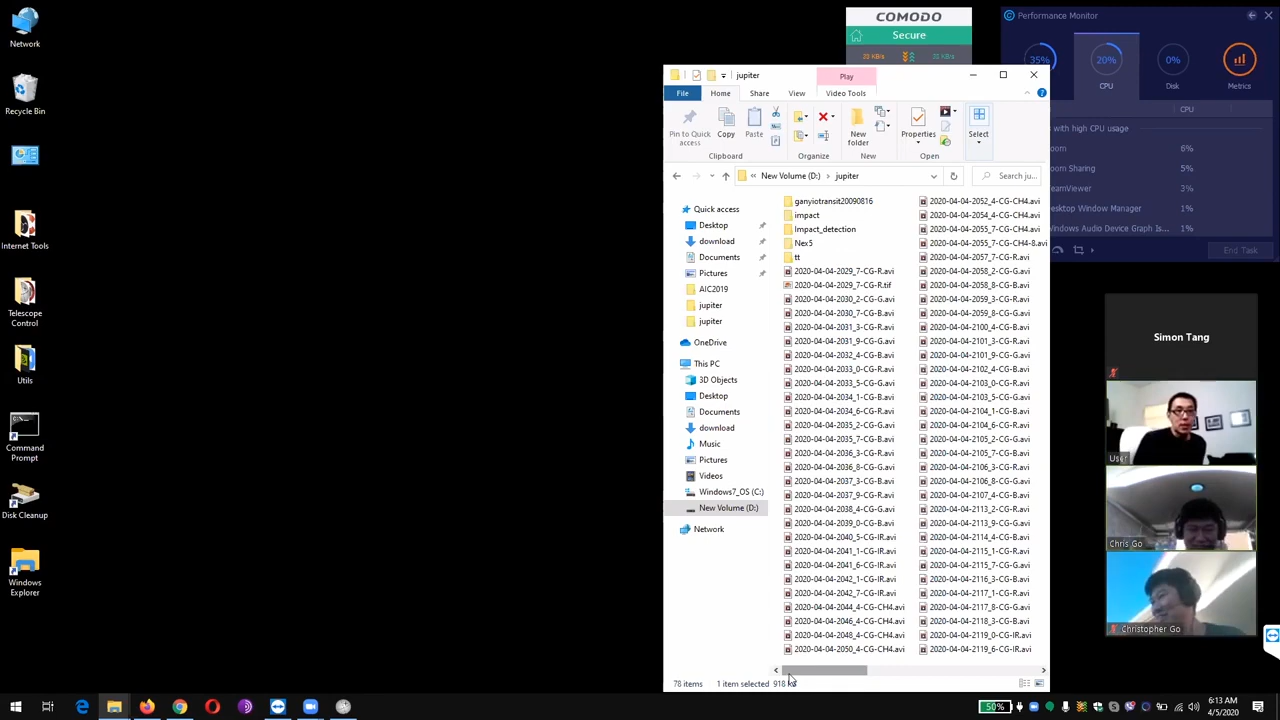 Network
Recycle Bin
Internet Tools
Telescope
Control
Utils
Command
Prompt
Disk Cleanup
Windows
Explorer
COMODO
Secure
Performance Monitor
35%
20%
0%
CPU
Disk
Metrics
CPU
with high CPU usage
oom
6%
oom Sharing
5%
eamViewer
3%
esktop Window Manager
1%
Windows Audio Device Graph Is...
1%
End Task
jupiter
Play
File
Home
Share
View
Video Tools
Pin to Quick
access
Copy
Paste
New
folder
Properties
Select
Clipboard
Organize
New
Open
New Volume (D:)
jupiter
Search ju...
Quick access
Desktop
download
Documents
Pictures
AIC2019
jupiter
jupiter
OneDrive
This PC
3D Objects
Desktop
Documents
download
Music
Pictures
Videos
Windows7_OS (C:)
New Volume (D:)
Network
ganyiotransit20090816
impact
Impact_detection
Nex5
tt
2020-04-04-2029_7-CG-R.avi
2020-04-04-2029_7-CG-R.tif
2020-04-04-2030_2-CG-G.avi
2020-04-04-2030_7-CG-B.avi
2020-04-04-2031_3-CG-R.avi
2020-04-04-2031_9-CG-G.avi
2020-04-04-2032_4-CG-B.avi
2020-04-04-2033_0-CG-R.avi
2020-04-04-2033_5-CG-G.avi
2020-04-04-2034_1-CG-B.avi
2020-04-04-2034_6-CG-R.avi
2020-04-04-2035_2-CG-G.avi
2020-04-04-2035_7-CG-B.avi
2020-04-04-2036_3-CG-R.avi
2020-04-04-2036_8-CG-G.avi
2020-04-04-2037_3-CG-B.avi
2020-04-04-2037_9-CG-R.avi
2020-04-04-2038_4-CG-G.avi
2020-04-04-2039_0-CG-B.avi
2020-04-04-2040_5-CG-IR.avi
2020-04-04-2041_1-CG-IR.avi
2020-04-04-2041_6-CG-IR.avi
2020-04-04-2042_1-CG-IR.avi
2020-04-04-2042_7-CG-IR.avi
2020-04-04-2044_4-CG-CH4.avi
2020-04-04-2046_4-CG-CH4.avi
2020-04-04-2048_4-CG-CH4.avi
2020-04-04-2050_4-CG-CH4.avi
2020-04-04-2052_4-CG-CH4.avi
2020-04-04-2054_4-CG-CH4.avi
2020-04-04-2055_7-CG-CH4.avi
2020-04-04-2055_7-CG-CH4-8.avi
2020-04-04-2057_7-CG-R.avi
2020-04-04-2058_2-CG-G.avi
2020-04-04-2058_8-CG-B.avi
2020-04-04-2059_3-CG-R.avi
2020-04-04-2059_8-CG-G.avi
2020-04-04-2100_4-CG-B.avi
2020-04-04-2101_3-CG-R.avi
2020-04-04-2101_9-CG-G.avi
2020-04-04-2102_4-CG-B.avi
2020-04-04-2103_0-CG-R.avi
2020-04-04-2103_5-CG-G.avi
2020-04-04-2104_1-CG-B.avi
2020-04-04-2104_6-CG-R.avi
2020-04-04-2105_2-CG-G.avi
2020-04-04-2105_7-CG-B.avi
2020-04-04-2106_3-CG-R.avi
2020-04-04-2106_8-CG-G.avi
2020-04-04-2107_4-CG-B.avi
2020-04-04-2113_2-CG-R.avi
2020-04-04-2113_9-CG-G.avi
2020-04-04-2114_4-CG-B.avi
2020-04-04-2115_1-CG-R.avi
2020-04-04-2115_7-CG-G.avi
2020-04-04-2116_3-CG-B.avi
2020-04-04-2117_1-CG-R.avi
2020-04-04-2117_8-CG-G.avi
2020-04-04-2118_3-CG-B.avi
2020-04-04-2119_0-CG-IR.avi
2020-04-04-2119_6-CG-IR.avi
78 items
1 item selected
Simon Tang
User
Chris Go
Christopher Go
50%
6:13 AM
4/5/2020